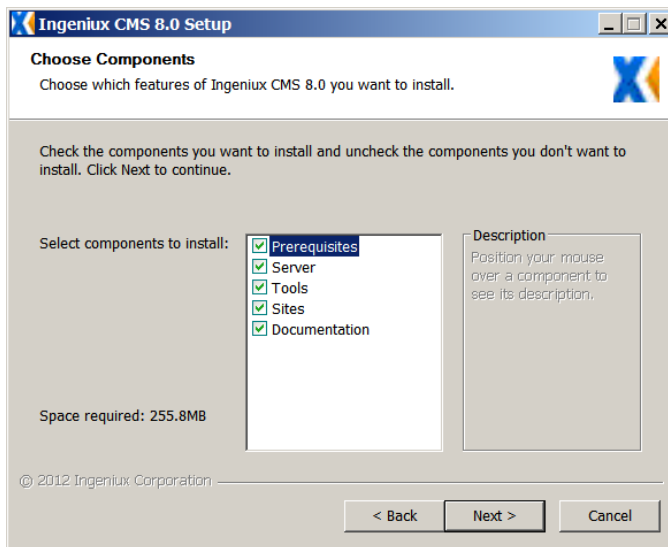 Ingeniux CMS 8.0 Setup
Choose Components
Choose which features of Ingeniux CMS 8.0 you want to install.
Check the components you want to install and uncheck the components you don't want to
install. Click Next to continue.
Select components to install:
Prerequisites
Server
Tools
Sites
Documentation
Description
Position your mouse
over a component to
see its description.
Space required: 255.8MB
© 2012 Ingeniux Corporation
< Back
Next >
Cancel